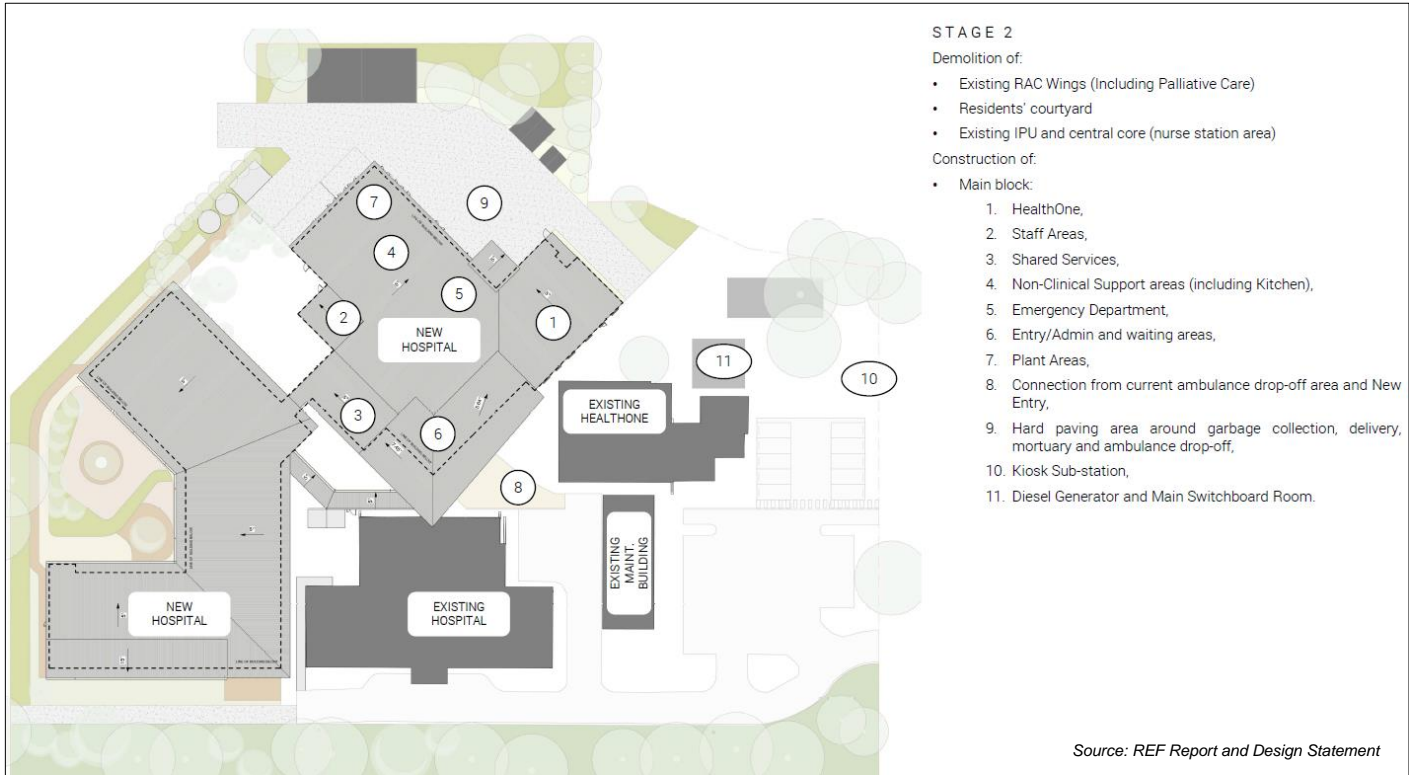 STAGE 2
Demolition of:
• Existing RAC Wings (Including Palliative Care)
• Residents' courtyard
• Existing IPU and central core (nurse station area)
Construction of:
• Main block:
1. HealthOne,
2. Staff Areas,
3. Shared Services,
4. Non-Clinical Support areas (including Kitchen),
5. Emergency Department,
6. Entry/Admin and waiting areas,
7. Plant Areas,
8. Connection from current ambulance drop-off area and New
Entry,
9. Hard paving area around garbage collection, delivery,
mortuary and ambulance drop-off,
10. Kiosk Sub-station,
11. Diesel Generator and Main Switchboard Room.
7
9
4
5
2
1
NEW
HOSPITAL
11
10
3
6
EXISTING
HEALTHONE
8
EXISTING
MAINT.
BUILDING
NEW
HOSPITAL
EXISTING
HOSPITAL
Source: REF Report and Design Statement